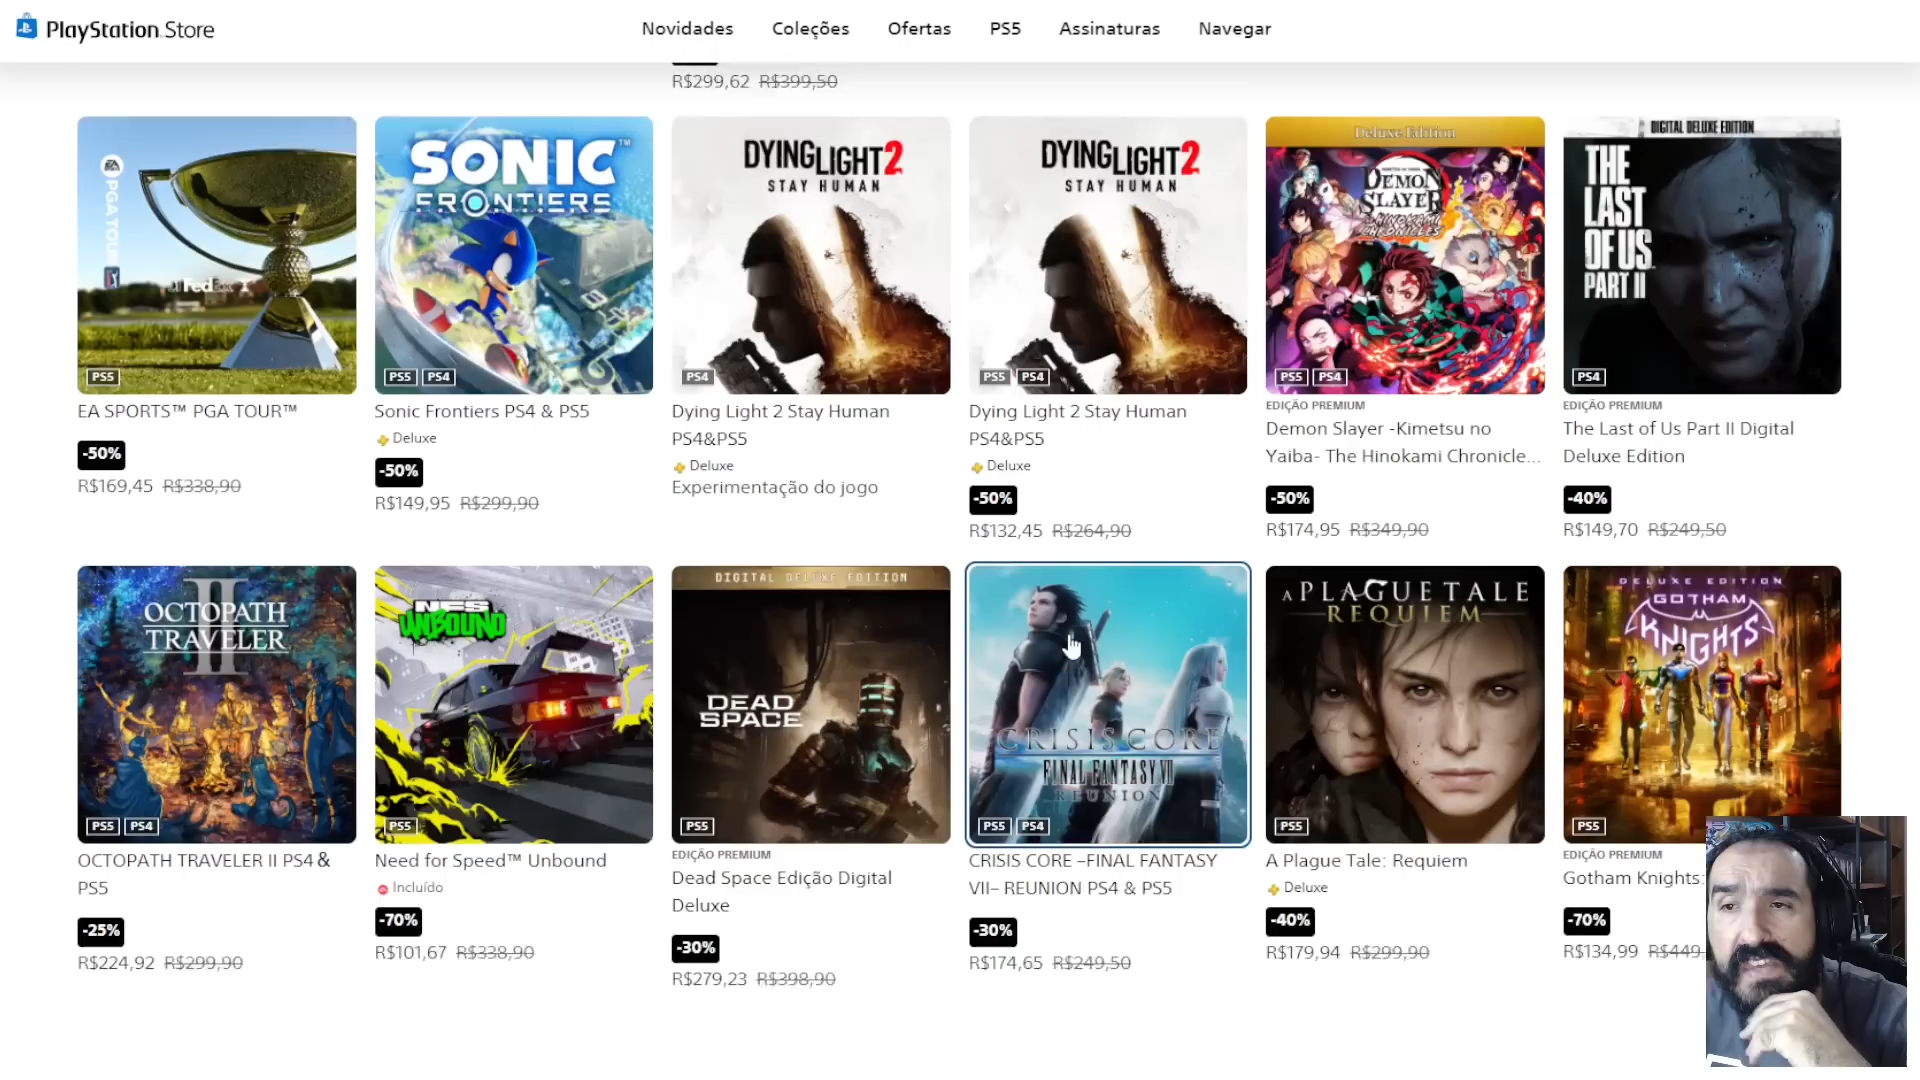 PlayStation Store
Novidades
Coleções
Ofertas
PS5
Assinaturas
Navegar
R$299,62 R$399,50
EA
PGA TOUR
FedEx
PS5
EA SPORTS™ PGA TOUR™
-50%
R$169,45 R$338,90
SONIC™
FRONTIERS
PS5 PS4
Sonic Frontiers PS4 & PS5
Deluxe
-50%
R$149,95 R$299,90
DYING LIGHT 2
STAY HUMAN
PS4
Dying Light 2 Stay Human
PS4&PS5
Deluxe
Experimentação do jogo
DYING LIGHT 2
STAY HUMAN
PS5 PS4
Dying Light 2 Stay Human
PS4&PS5
Deluxe
-50%
R$132,45 R$264,90
Deluxe Edition
DEMON
SLAYER
HINOKAMI
CHRONICLES
PS5 PS4
EDIÇÃO PREMIUM
Demon Slayer -Kimetsu no
Yaiba- The Hinokami Chronicle...
-50%
R$174,95 R$349,90
DIGITAL DELUXE EDITION
THE
LAST
OF US
PART II
PS4
EDIÇÃO PREMIUM
The Last of Us Part II Digital
Deluxe Edition
-40%
R$149,70 R$249,50
II
OCTOPATH
TRAVELER
PS5 PS4
OCTOPATH TRAVELER II PS4 &
PS5
-25%
R$224,92 R$299,90
NFS
UNBOUND
PS5
Need for Speed™ Unbound
Incluído
-70%
R$101,67 R$338,90
DIGITAL DELUXE EDITION
DEAD
SPACE
PS5
EDIÇÃO PREMIUM
Dead Space Edição Digital
Deluxe
-30%
R$279,23 R$398,90
CRISIS CORE
FINAL FANTASY VII
REUNION
PS5 PS4
CRISIS CORE –FINAL FANTASY
VII– REUNION PS4 & PS5
-30%
R$174,65 R$249,50
A PLAGUE TALE
REQUIEM
PS5
A Plague Tale: Requiem
Deluxe
-40%
R$179,94 R$299,90
DELUXE EDITION
GOTHAM
KNIGHTS
PS5
EDIÇÃO PREMIUM
Gotham Knights:
-70%
R$134,99 R$449,